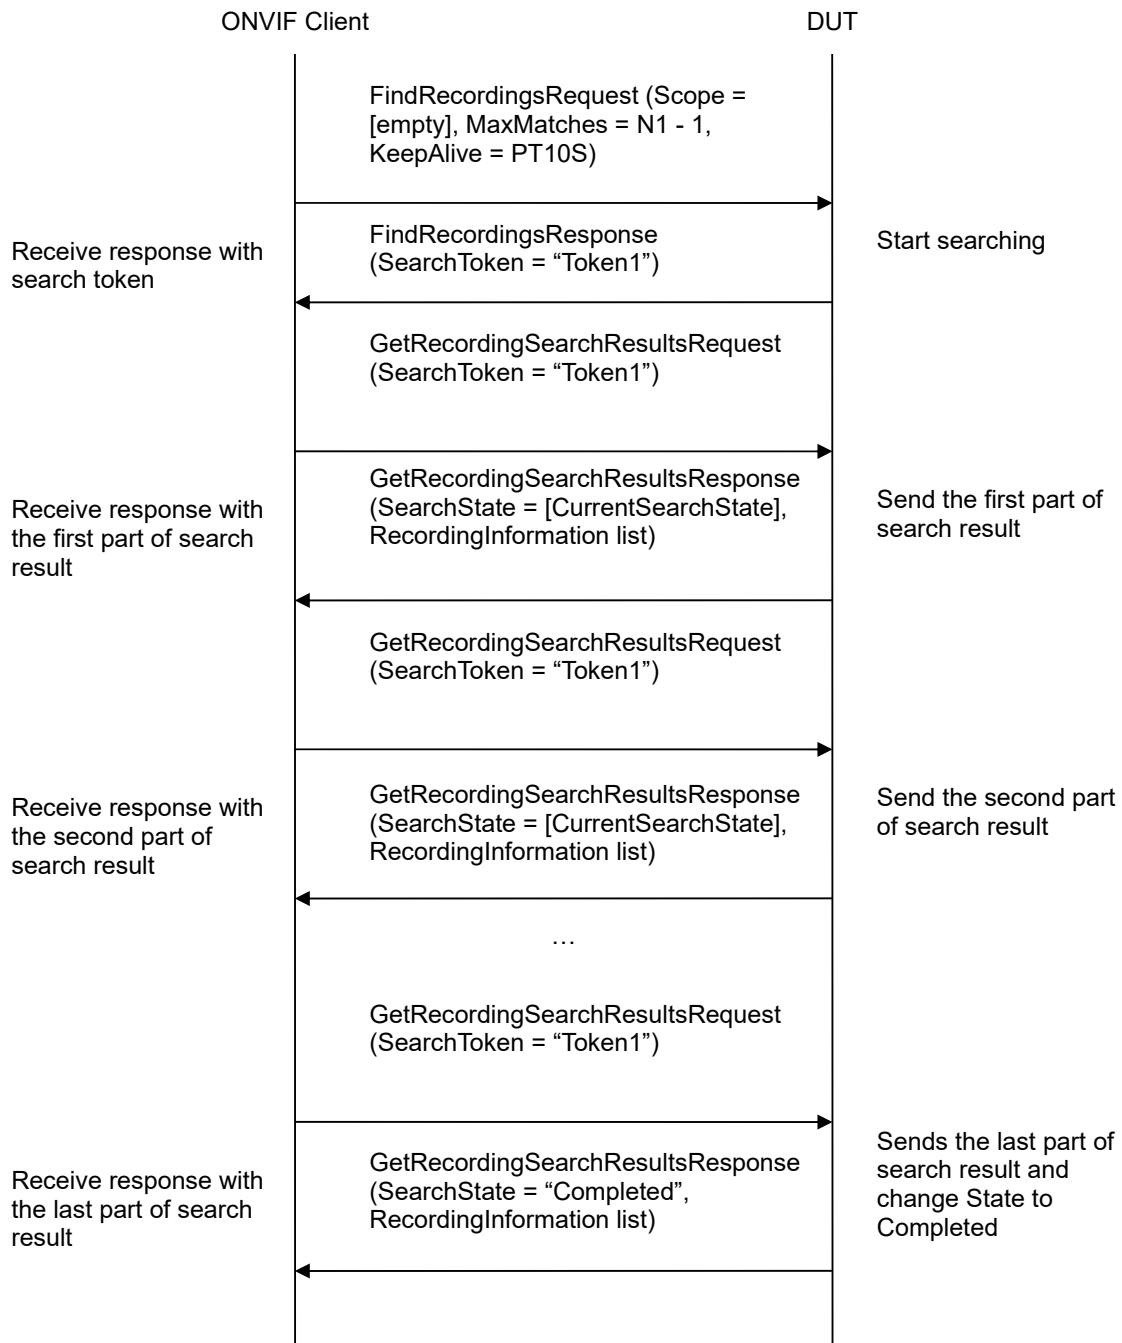 ONVIF Client
DUT
FindRecordingsRequest (Scope =
[empty], MaxMatches = N1 - 1,
KeepAlive = PT10S)
Receive response with
search token
FindRecordingsResponse
(SearchToken = “Token1”)
Start searching
GetRecordingSearchResultsRequest
(SearchToken = “Token1”)
Receive response with
the first part of search
result
GetRecordingSearchResultsResponse
(SearchState = [CurrentSearchState],
RecordingInformation list)
Send the first part of
search result
GetRecordingSearchResultsRequest
(SearchToken = “Token1”)
Receive response with
the second part of
search result
GetRecordingSearchResultsResponse
(SearchState = [CurrentSearchState],
RecordingInformation list)
Send the second part
of search result
…
GetRecordingSearchResultsRequest
(SearchToken = “Token1”)
Receive response with
the last part of search
result
GetRecordingSearchResultsResponse
(SearchState = “Completed”,
RecordingInformation list)
Sends the last part of
search result and
change State to
Completed